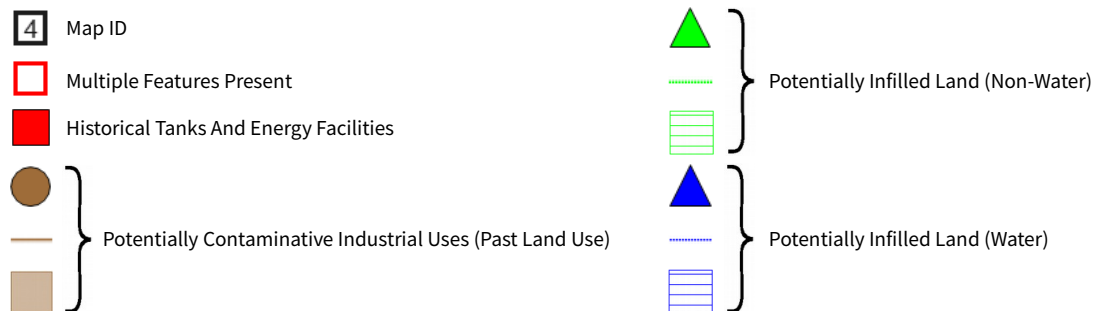 4 Map ID
Multiple Features Present
Historical Tanks And Energy Facilities
Potentially Contaminative Industrial Uses (Past Land Use)
Potentially Infilled Land (Non-Water)
Potentially Infilled Land (Water)